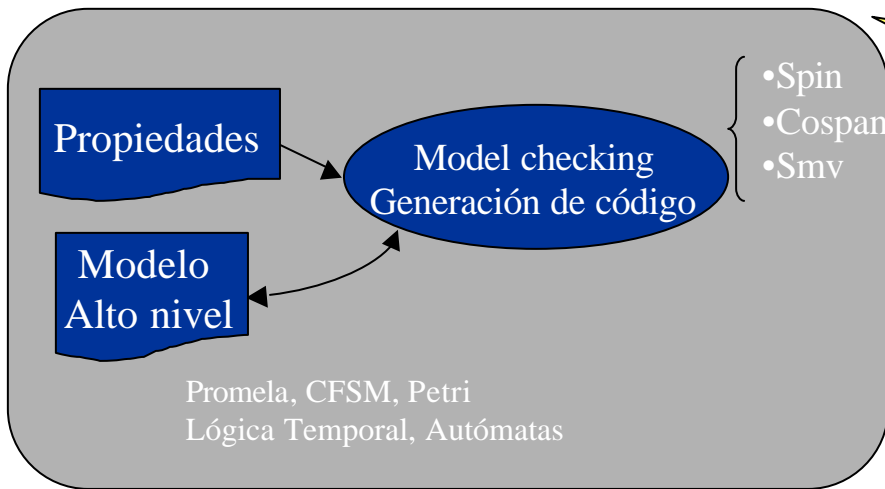 Propiedades
Model checking
Generación de código
•Spin
•Cospan
•Smv
Modelo
Alto nivel
Promela, CFSM, Petri
Lógica Temporal, Autómatas